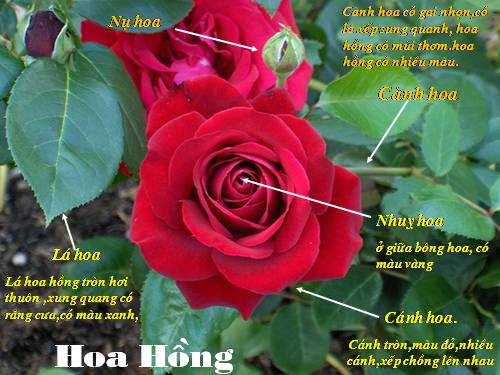 Nụ hoa
Cành hoa có gai nhọn,có
lá xếp sung quanh, hoa
hồng có mùi thơm.hoa
hồng có nhiều màu.
Cành hoa
Nhuỵ hoa
ở giữa bông hoa, có
màu vàng
Lá hoa
Lá hoa hồng tròn hơi
thuôn ,xung quang có
răng cưa,có màu xanh,
Cánh hoa.
Cánh tròn,màu đỏ,nhiều
cánh,xếp chồng lên nhau
Hoa Hồng